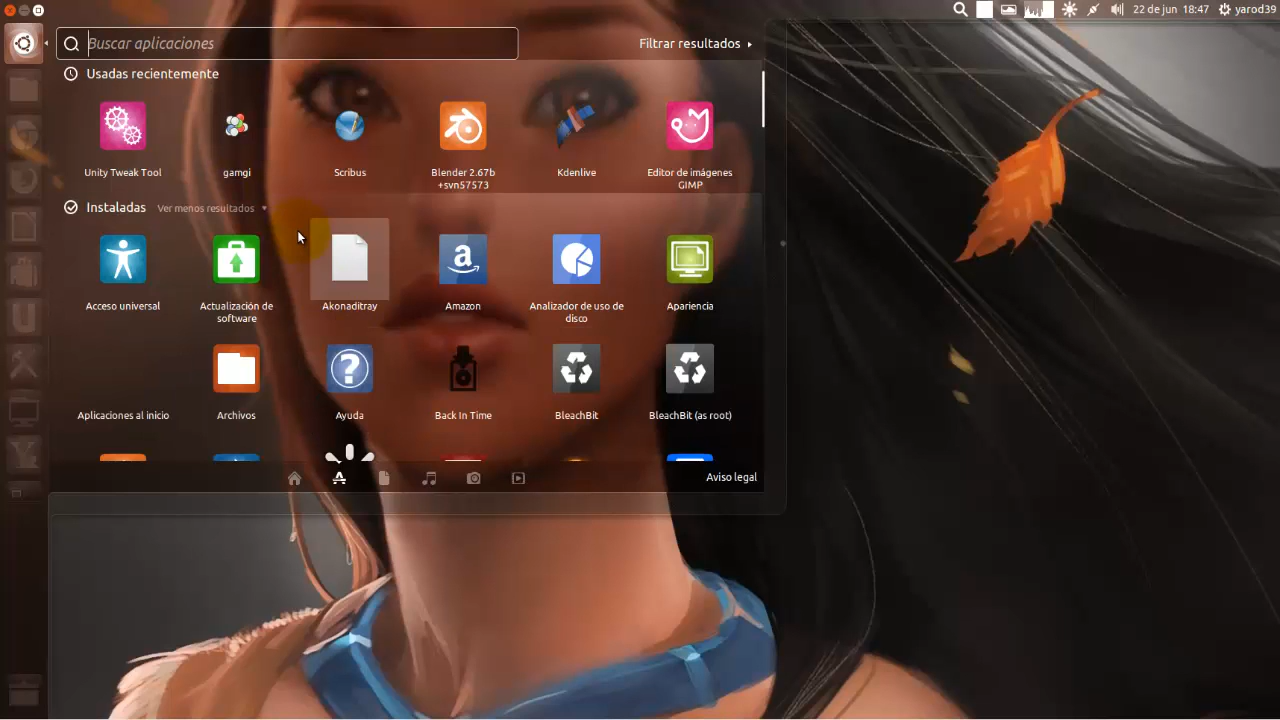 22 de jun 18:47 yarod39
Buscar aplicaciones
Filtrar resultados
Usadas recientemente
Unity Tweak Tool
gamgi
Scribus
Blender 2.67b
+svn57573
Kdenlive
Editor de imágenes
GIMP
Instaladas Ver menos resultados
Acceso universal
Actualización de
software
Akonaditray
Amazon
Analizador de uso de
disco
Apariencia
Aplicaciones al inicio
Archivos
Ayuda
Back In Time
BleachBit
BleachBit (as root)
Aviso legal